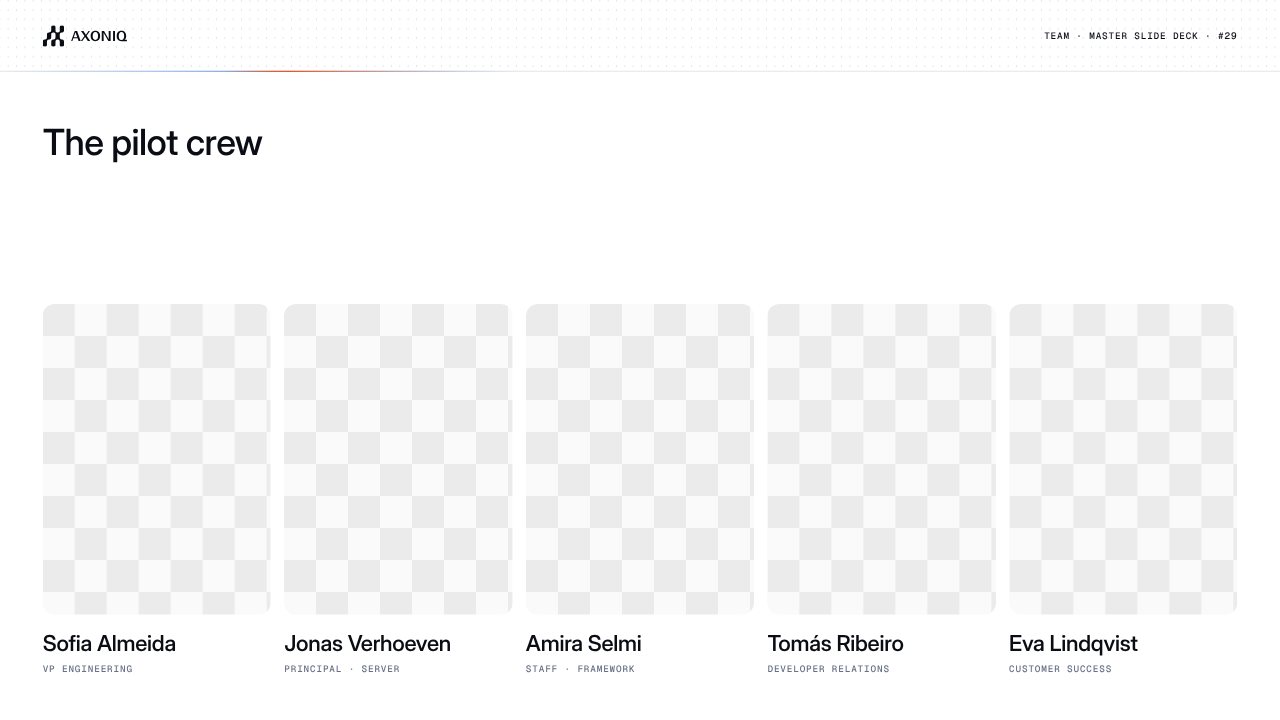 AXONIQ
TEAM · MASTER SLIDE DECK · #29
The pilot crew
Sofia Almeida
VP ENGINEERING
Jonas Verhoeven
PRINCIPAL · SERVER
Amira Selmi
STAFF · FRAMEWORK
Tomás Ribeiro
DEVELOPER RELATIONS
Eva Lindqvist
CUSTOMER SUCCESS